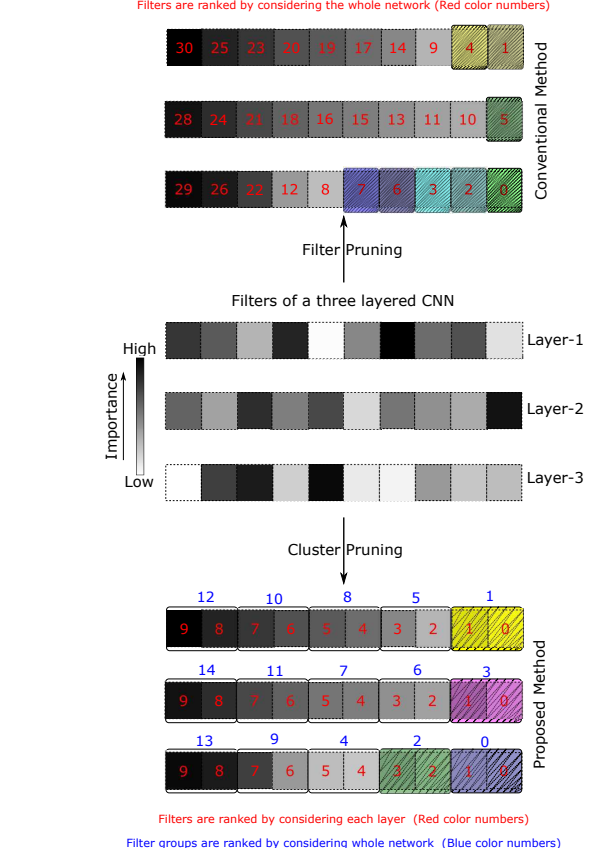 Filters are ranked by considering the whole network (Red color numbers)
30 25 23 20 19 17 14 9 4 1
28 24 21 18 16 15 13 11 10 5
29 26 22 12 8 7 6 3 2 0
Conventional Method
Filter Pruning
Filters of a three layered CNN
High
Importance
Low
Layer-1
Layer-2
Layer-3
Cluster Pruning
12 10 8 5 1
9 8 7 6 5 4 3 2 1 0
14 11 7 6 3
9 8 7 6 5 4 3 2 1 0
13 9 4 2 0
9 8 7 6 5 4 3 2 1 0
Proposed Method
Filters are ranked by considering each layer (Red color numbers)
Filter groups are ranked by considering whole network (Blue color numbers)